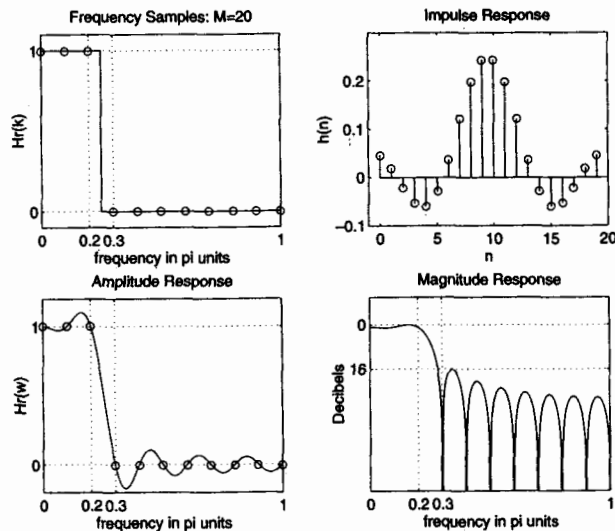 Frequency Samples: M=20
Hr(k)
1
0
0
0.2
0.3
1
frequency in pi units
Impulse Response
h(n)
0.2
0.1
0
−0.1
0
5
10
15
20
n
Amplitude Response
Hr(w)
1
0
0
0.2
0.3
1
frequency in pi units
Magnitude Response
Decibels
0
16
0
0.2
0.3
1
frequency in pi units